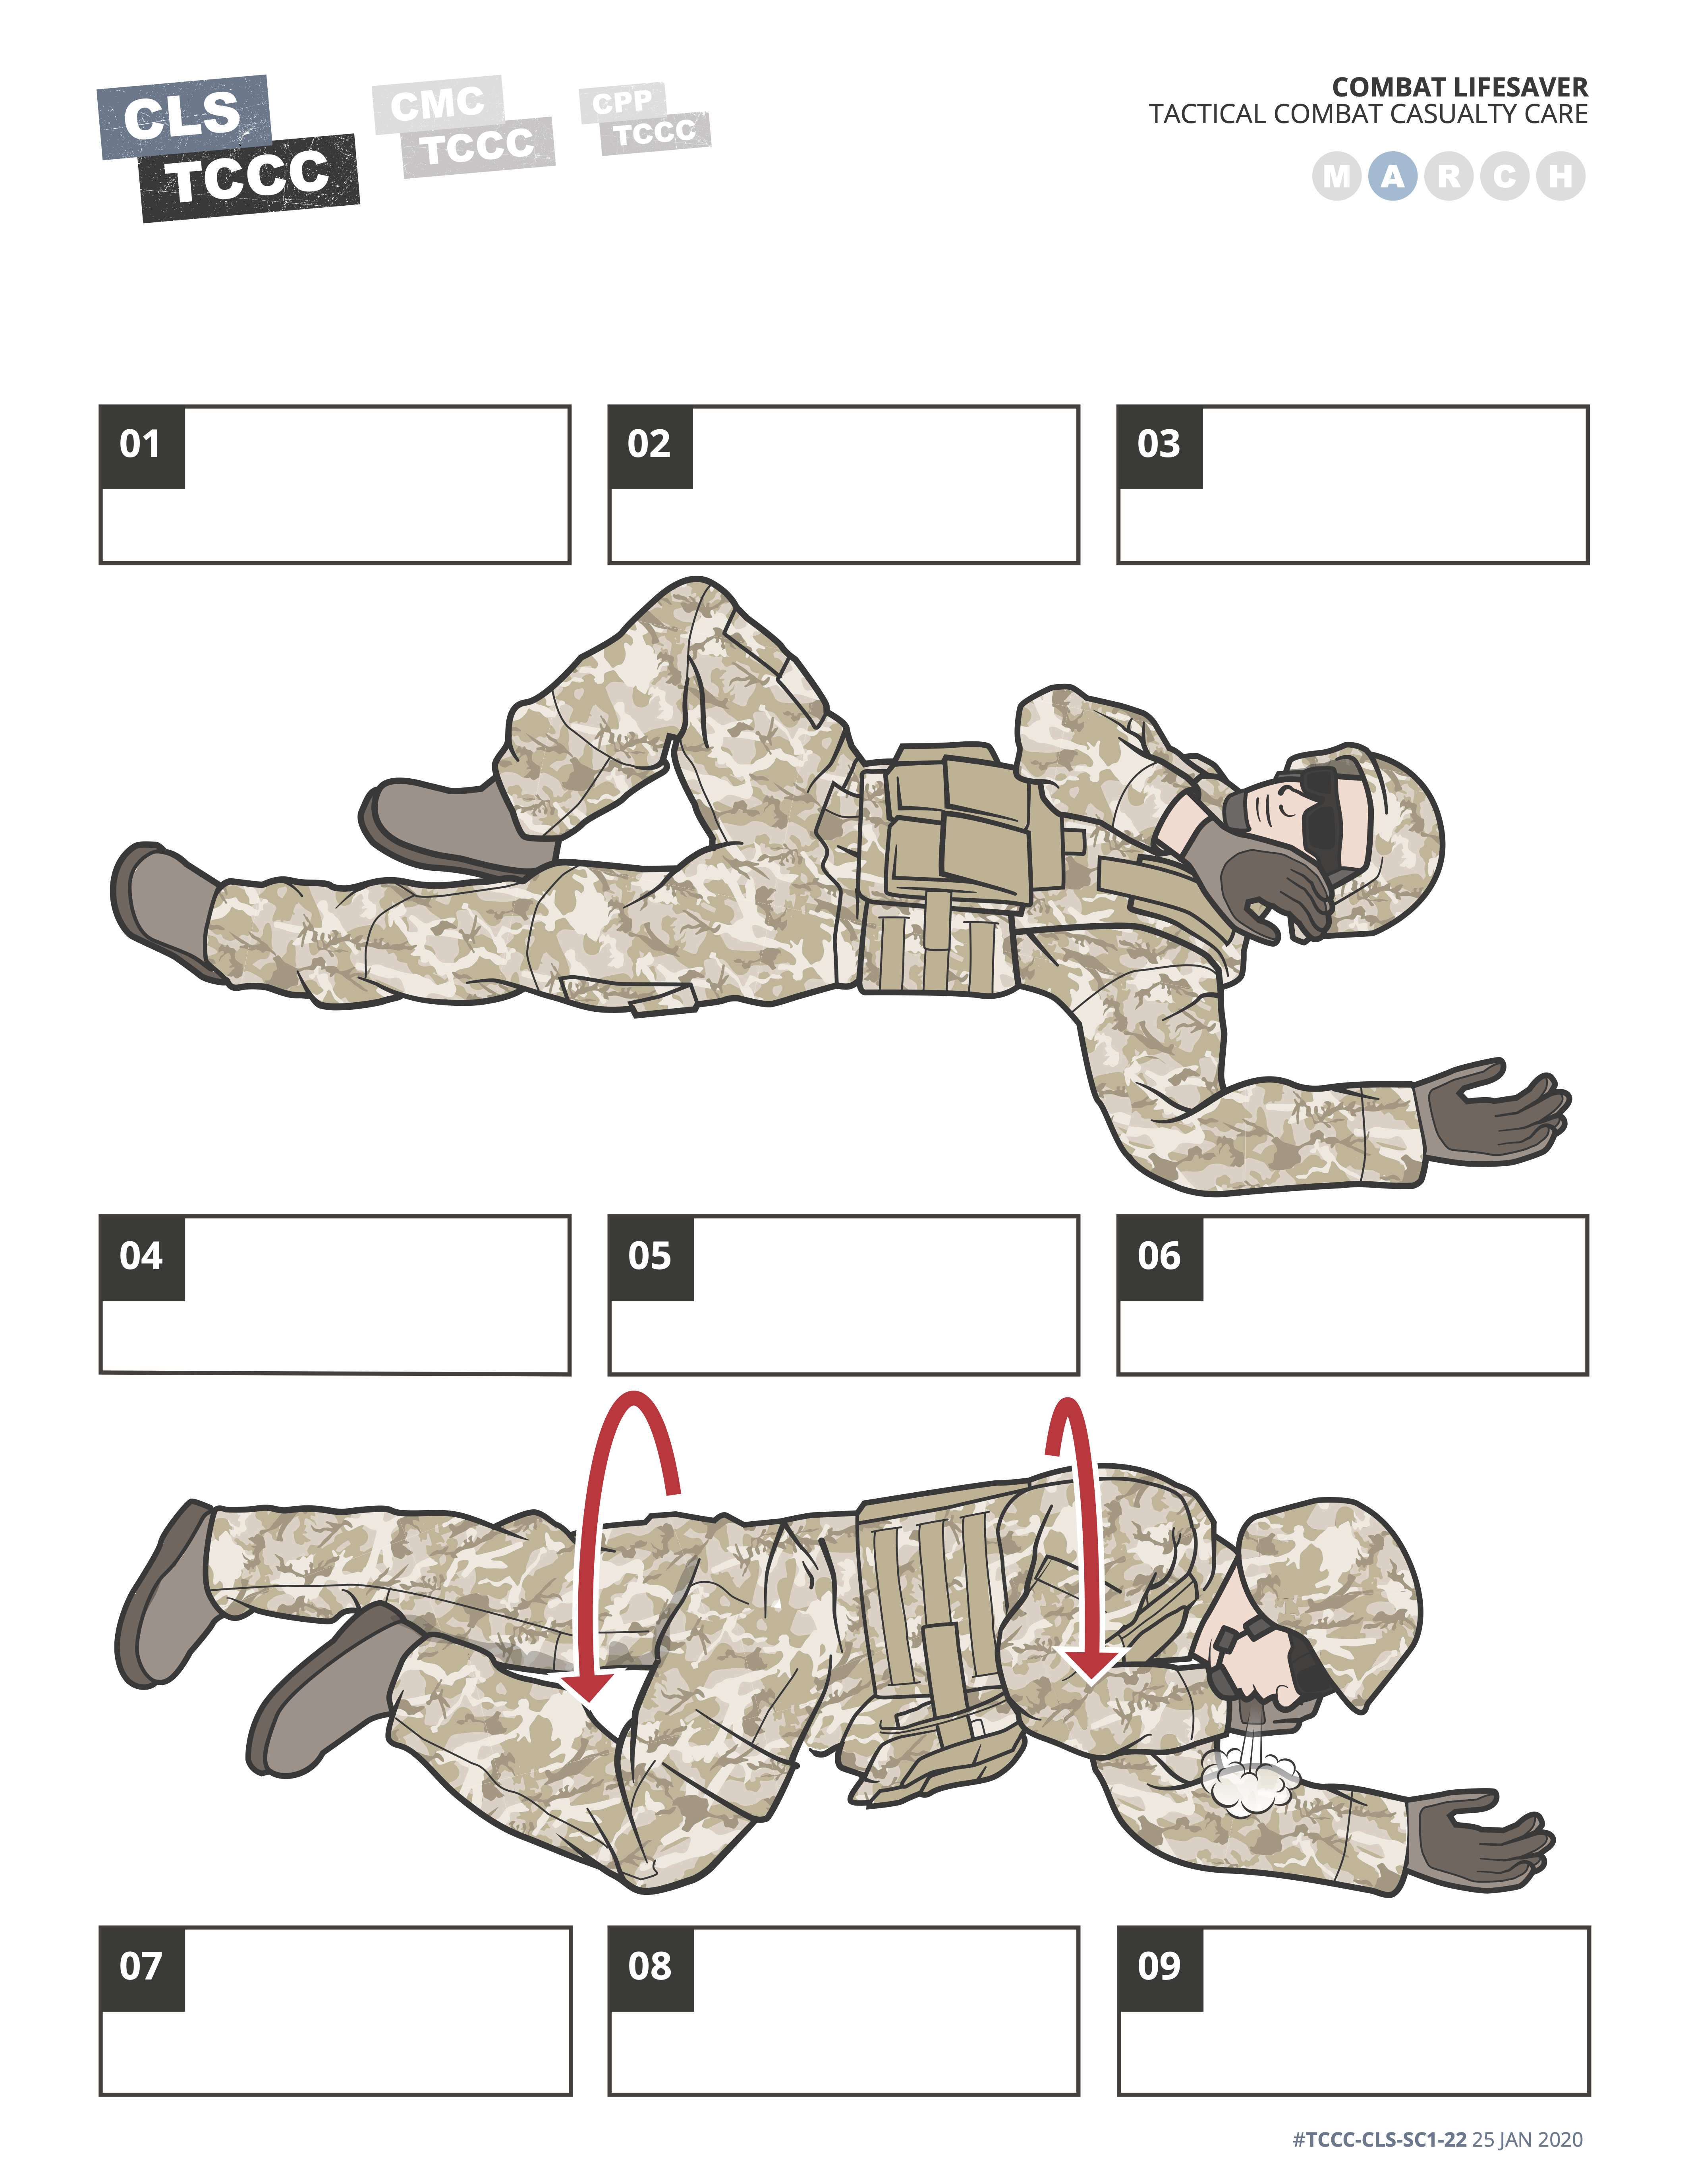 CLS
TCCC
CMC
TCCC
CPP
TCCC
COMBAT LIFESAVER
TACTICAL COMBAT CASUALTY CARE
M A R C H
01
02
03
04
05
06
07
08
09
#TCCC-CLS-SC1-22 25 JAN 2020